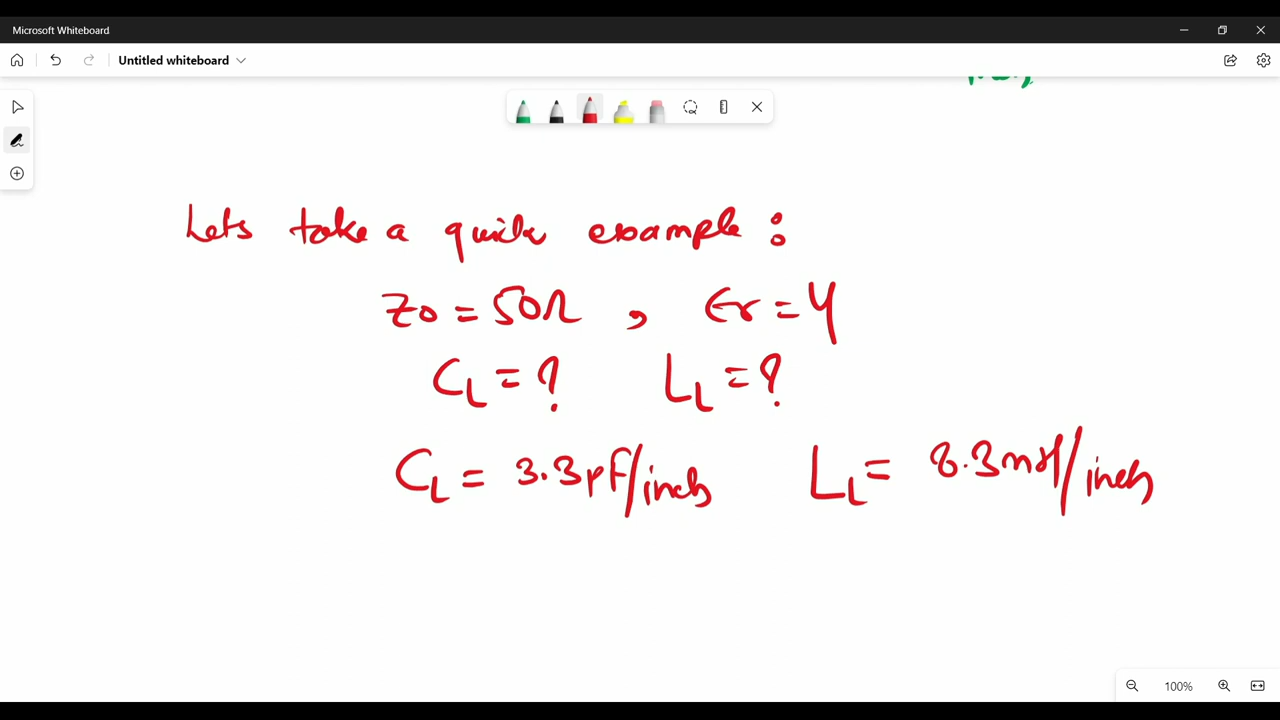 Microsoft Whiteboard
Untitled whiteboard
Lets take a quick example :
Zo = 50Ω , Er = 4
CL = ? LL = ?
CL = 3.3pF/inch LL = 8.3nH/inch
100%